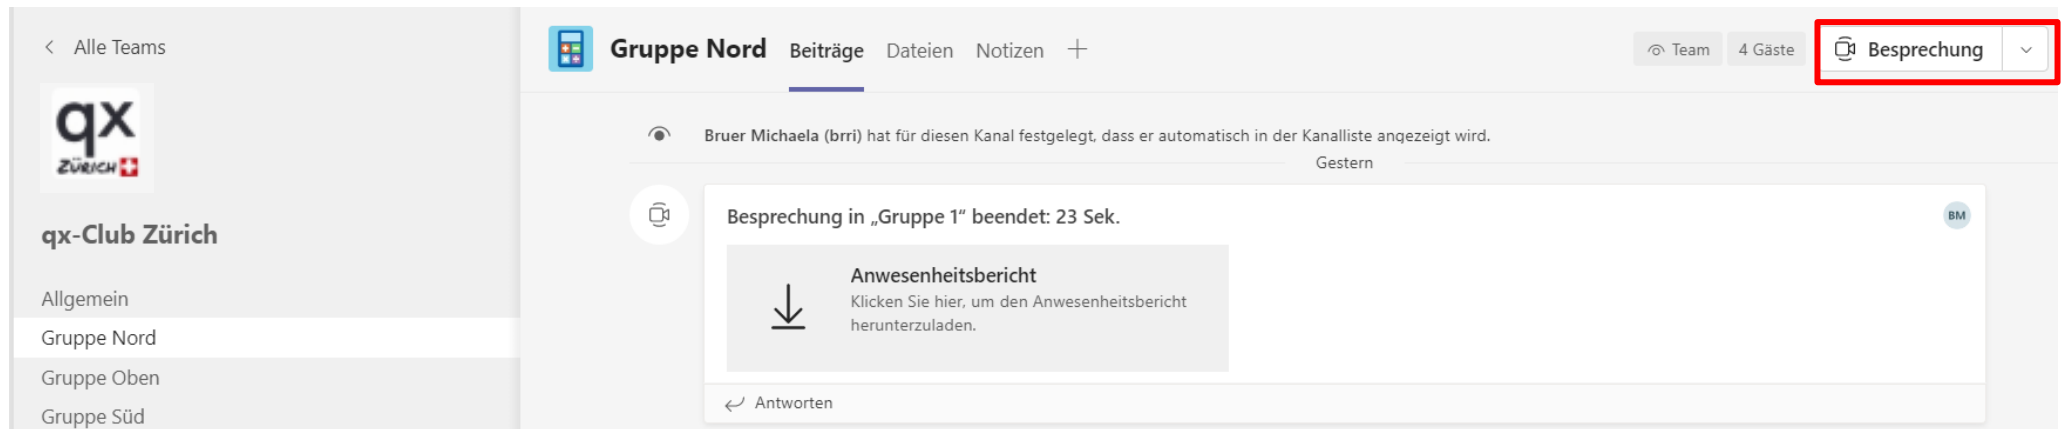 Alle Teams
qx
ZÜRICH
qx-Club Zürich
Allgemein
Gruppe Nord
Gruppe Oben
Gruppe Süd
Gruppe Nord Beiträge Dateien Notizen
Team 4 Gäste Besprechung
Bruer Michaela (brri) hat für diesen Kanal festgelegt, dass er automatisch in der Kanalliste angezeigt wird.
Gestern
Besprechung in „Gruppe 1“ beendet: 23 Sek.
BM
Anwesenheitsbericht
Klicken Sie hier, um den Anwesenheitsbericht
herunterzuladen.
Antworten